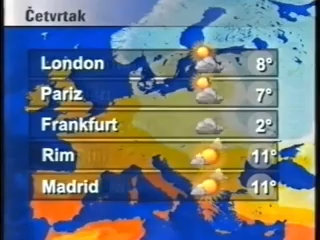 Četvrtak
London 8°
Pariz 7°
Frankfurt 2°
Rim 11°
Madrid 11°